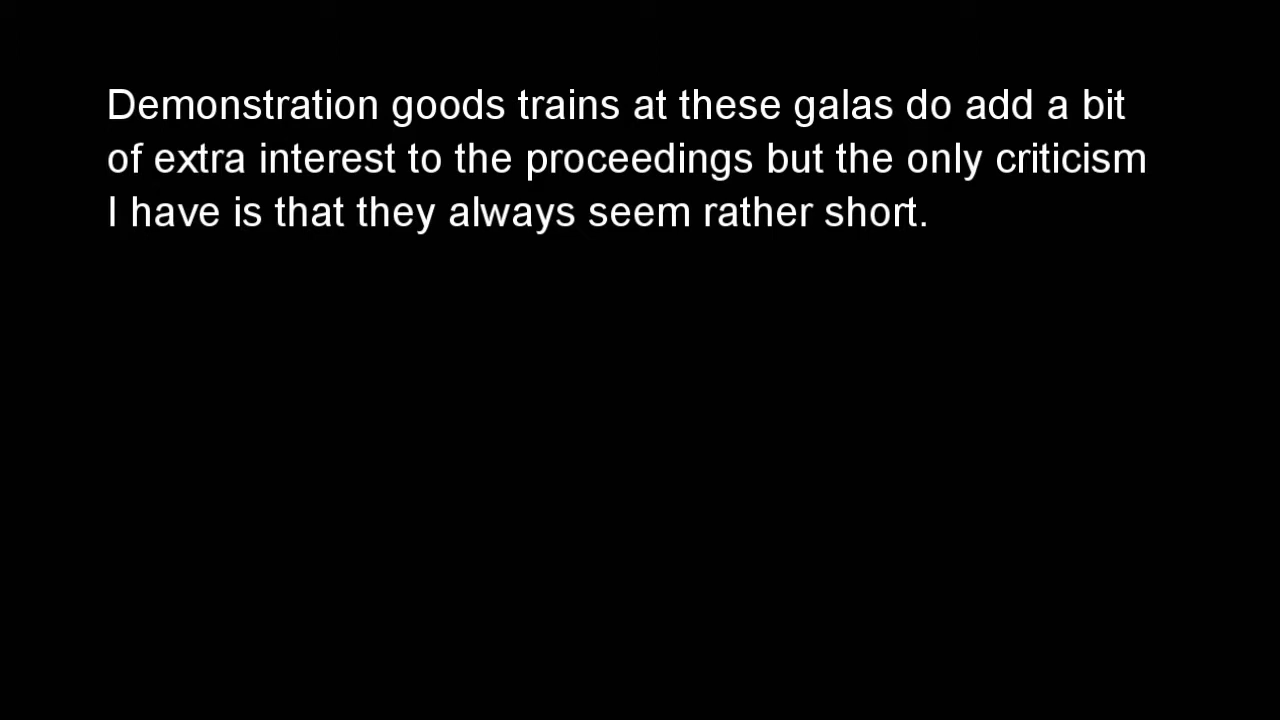 Demonstration goods trains at these galas do add a bit
of extra interest to the proceedings but the only criticism
I have is that they always seem rather short.